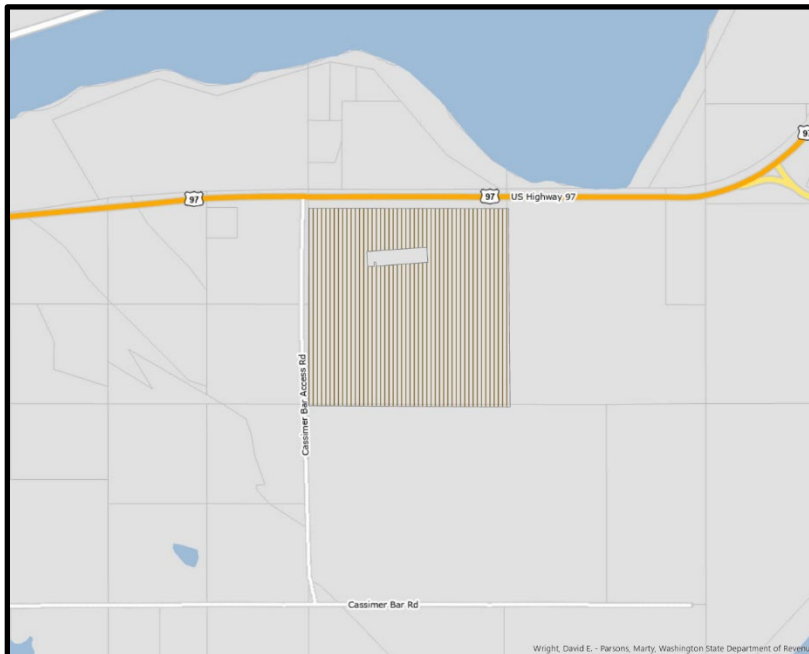 97
97
97
US Highway 97
Cassimer Bar Access Rd
Cassimer Bar Rd
Wright, David E. - Parsons, Marty, Washington State Department of Reven